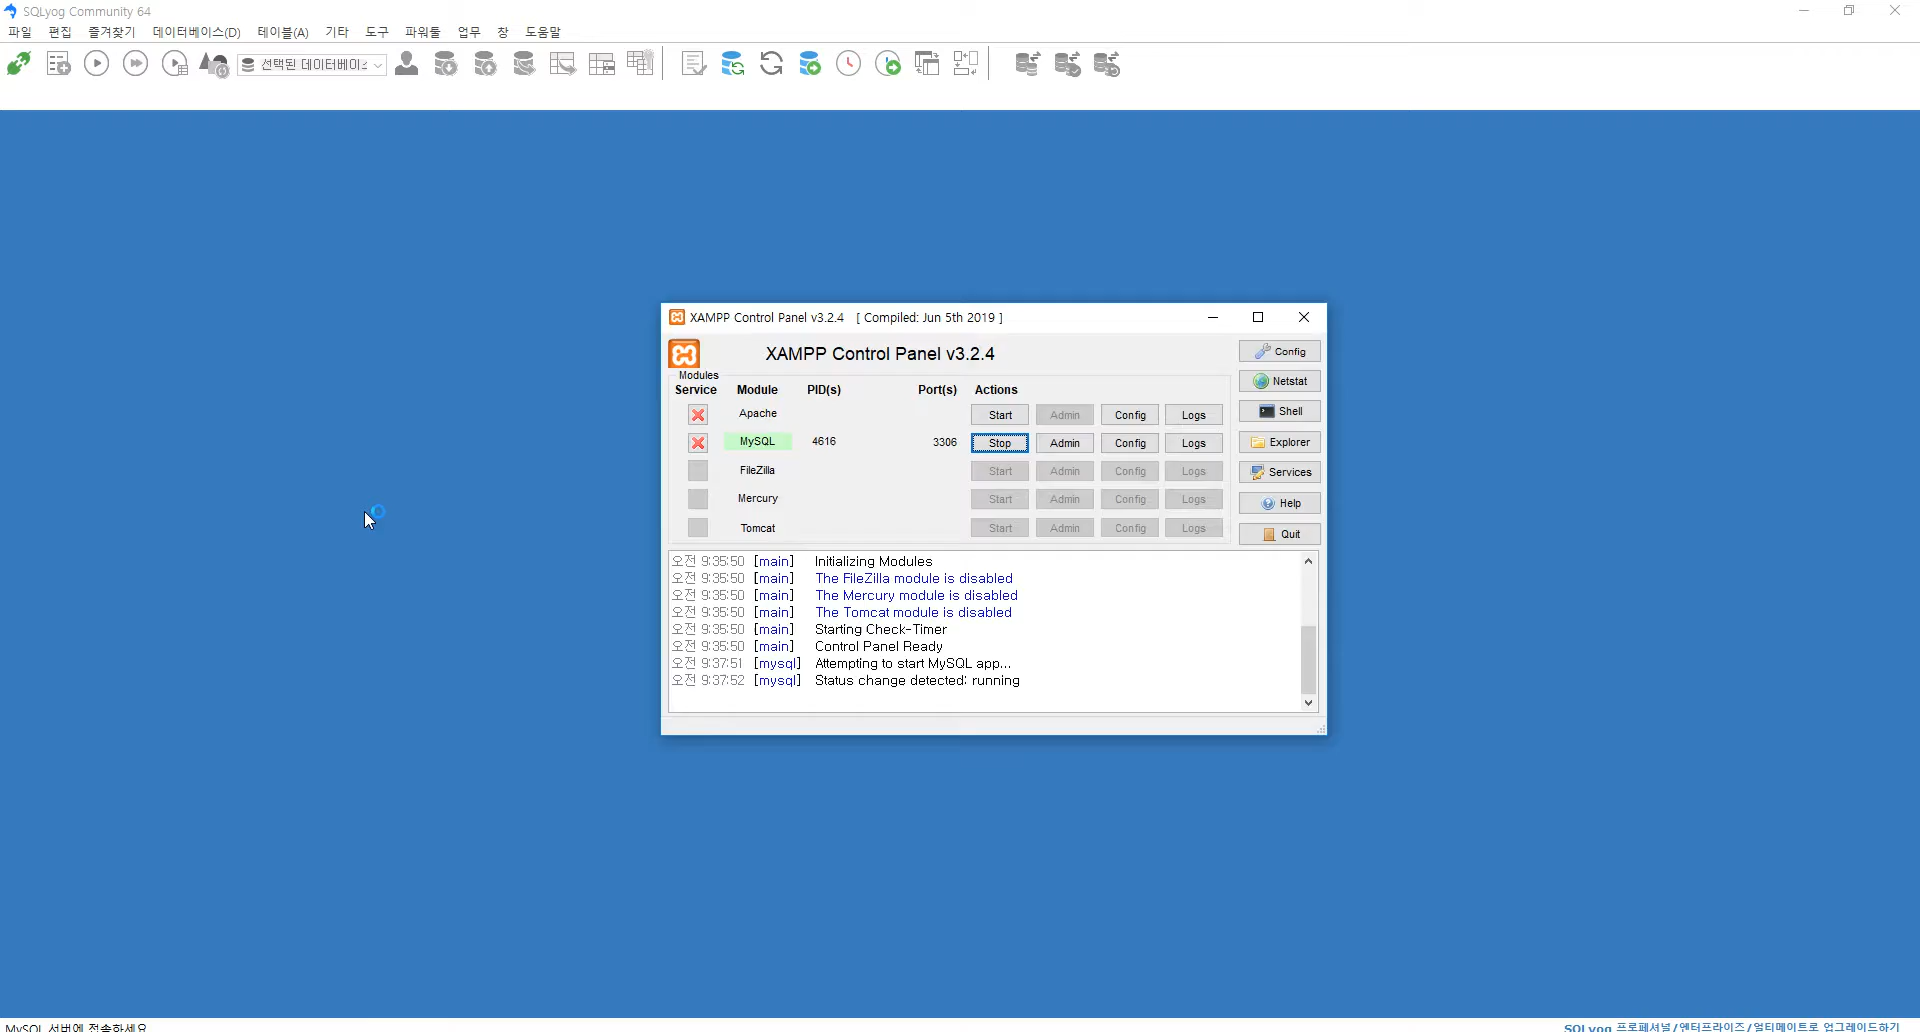 SQLyog Community 64
파일 편집 즐겨찾기 데이터베이스(D) 테이블(A) 기타 도구 파워툴 업무 창 도움말
선택된 데이터베이스
XAMPP Control Panel v3.2.4 [ Compiled: Jun 5th 2019 ]
XAMPP Control Panel v3.2.4
Config
Modules
Service Module PID(s) Port(s) Actions
Netstat
Apache Start Admin Config Logs
Shell
MySQL 4616 3306 Stop Admin Config Logs
Explorer
FileZilla Start Admin Config Logs
Services
Mercury Start Admin Config Logs
Help
Tomcat Start Admin Config Logs
Quit
오전 9:35:50 [main] Initializing Modules
오전 9:35:50 [main] The FileZilla module is disabled
오전 9:35:50 [main] The Mercury module is disabled
오전 9:35:50 [main] The Tomcat module is disabled
오전 9:35:50 [main] Starting Check-Timer
오전 9:35:50 [main] Control Panel Ready
오전 9:37:51 [mysql] Attempting to start MySQL app...
오전 9:37:52 [mysql] Status change detected: running
MySQL 서버에 접속하세요
SQLyog 프로페셔널/엔터프라이즈/얼티메이트로 업그레이드하기